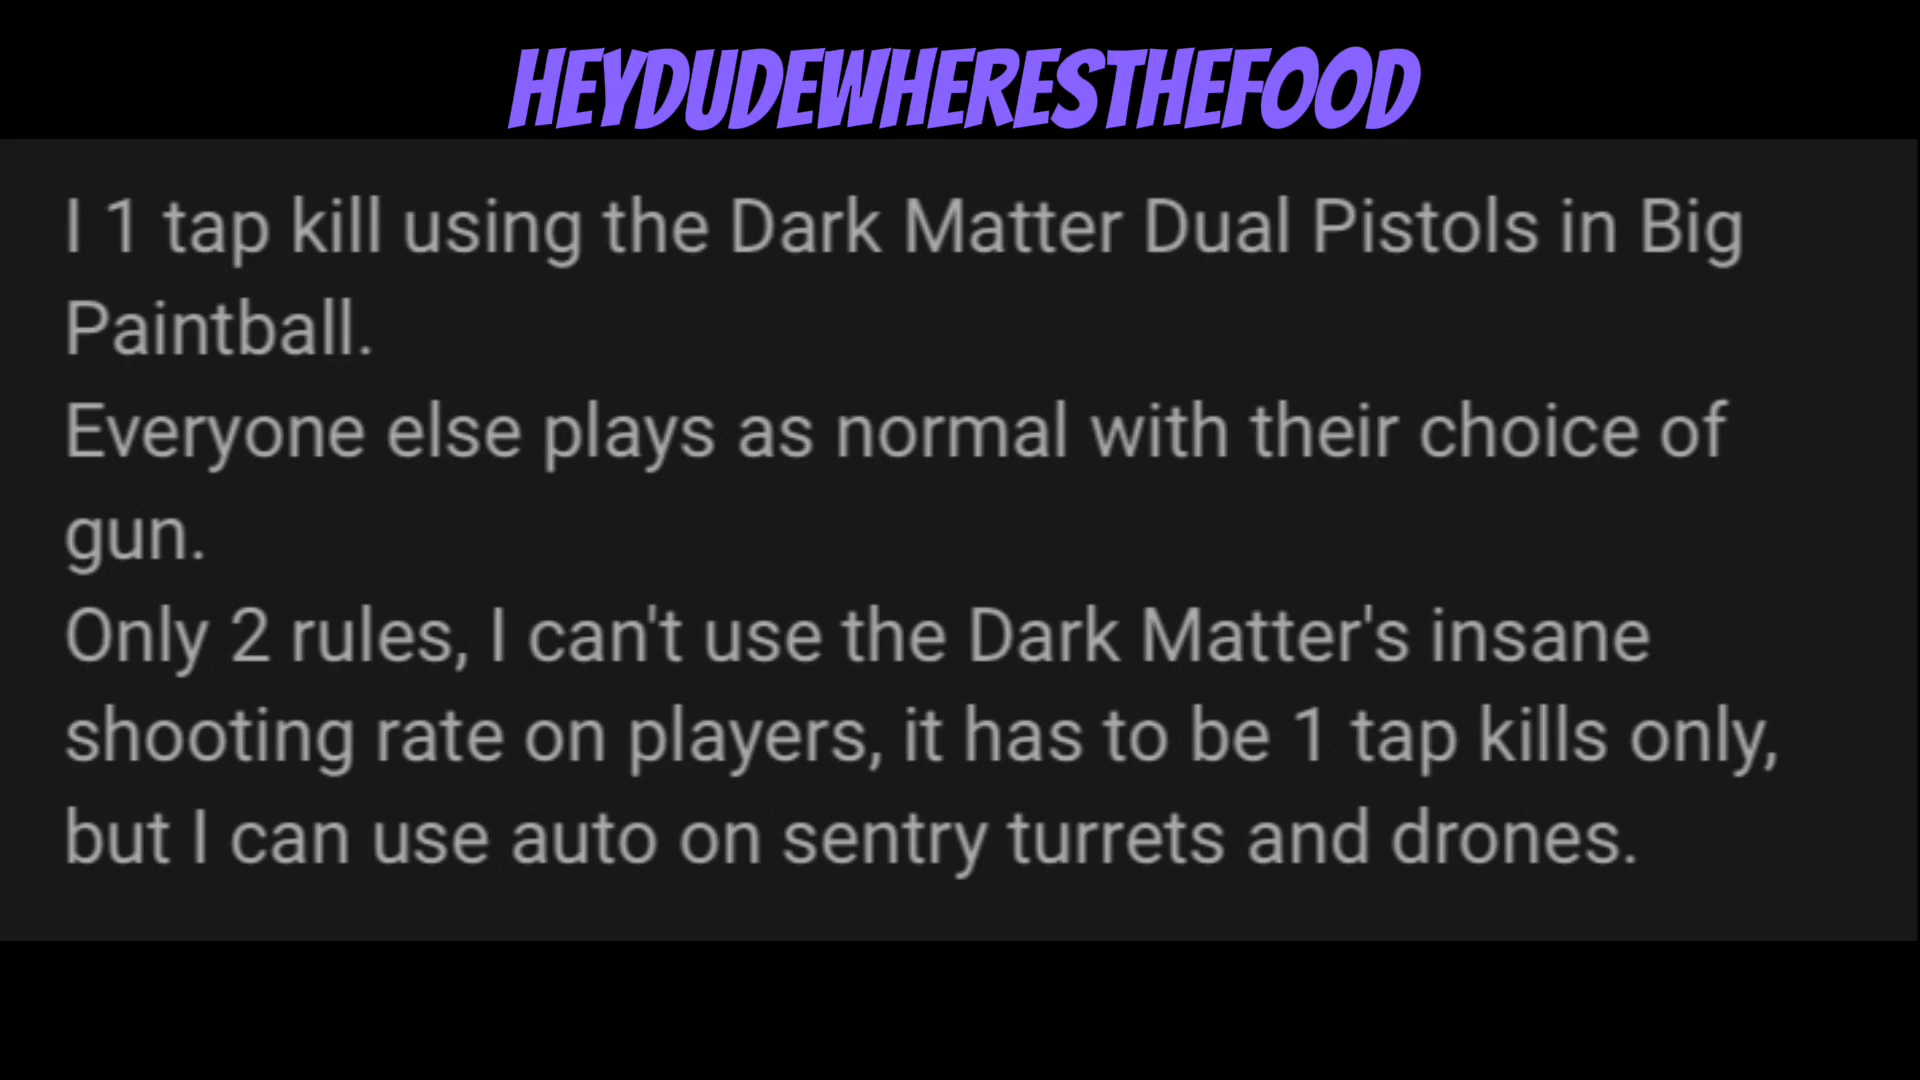 HEYDUDEWHERESTHEFOOD
I 1 tap kill using the Dark Matter Dual Pistols in Big
Paintball.
Everyone else plays as normal with their choice of
gun.
Only 2 rules, I can't use the Dark Matter's insane
shooting rate on players, it has to be 1 tap kills only,
but I can use auto on sentry turrets and drones.